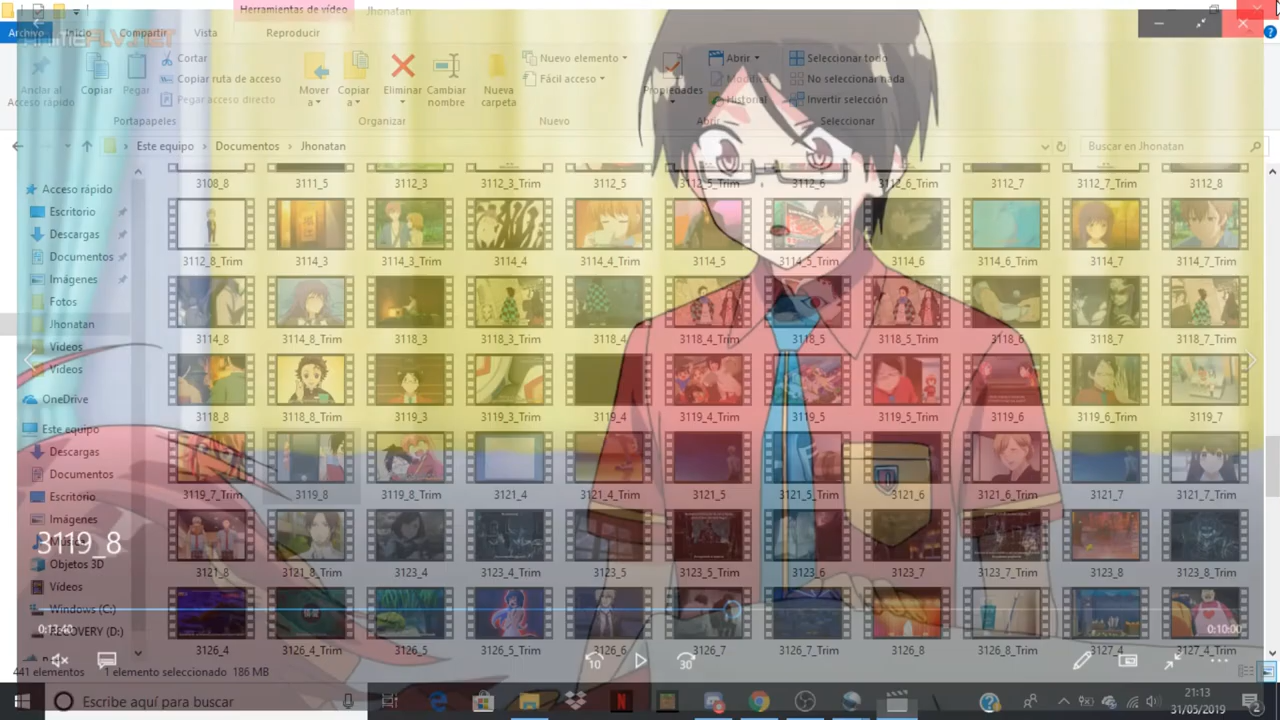 Herramientas de vídeo
Jhonatan
Archivo
Inicio
Compartir
Vista
Reproducir
AnimeFLV.NET
Anclar al
Acceso rápido
Copiar
Pegar
Cortar
Copiar ruta de acceso
Pegar acceso directo
Portapapeles
Mover
a
Copiar
a
Eliminar
Cambiar
nombre
Organizar
Nueva
carpeta
Nuevo elemento
Fácil acceso
Nuevo
Propiedades
Abrir
Modificar
Historial
Abrir
Seleccionar todo
No seleccionar nada
Invertir selección
Seleccionar
Este equipo > Documentos > Jhonatan
Buscar en Jhonatan
3108_8 3111_5 3112_3 3112_3_Trim 3112_5 3112_5_Trim 3112_6 3112_6_Trim 3112_7 3112_7_Trim 3112_8
3112_8_Trim 3114_3 3114_3_Trim 3114_4 3114_4_Trim 3114_5 3114_5_Trim 3114_6 3114_6_Trim 3114_7 3114_7_Trim
3114_8 3114_8_Trim 3118_3 3118_3_Trim 3118_4 3118_4_Trim 3118_5 3118_5_Trim 3118_6 3118_7 3118_7_Trim
3118_8 3118_8_Trim 3119_3 3119_3_Trim 3119_4 3119_4_Trim 3119_5 3119_5_Trim 3119_6 3119_6_Trim 3119_7
3119_7_Trim 3119_8 3119_8_Trim 3121_4 3121_4_Trim 3121_5 3121_5_Trim 3121_6 3121_6_Trim 3121_7 3121_7_Trim
3121_8 3121_8_Trim 3123_4 3123_4_Trim 3123_5 3123_5_Trim 3123_6 3123_7 3123_7_Trim 3123_8 3123_8_Trim
3126_4 3126_4_Trim 3126_5 3126_5_Trim 3126_6 3126_7 3126_7_Trim 3126_8 3126_8_Trim 3127_4 3127_4_Trim
Acceso rápido
Escritorio
Descargas
Documentos
Imágenes
Fotos
Jhonatan
Videos
Videos
OneDrive
Este equipo
Descargas
Documentos
Escritorio
Imágenes
3119_8
Objetos 3D
Vídeos
Windows (C:)
RECOVERY (D:)
0:10:00
10
30
441 elementos
1 elemento seleccionado 186 MB
Escribe aquí para buscar
21:13
31/05/2019
2